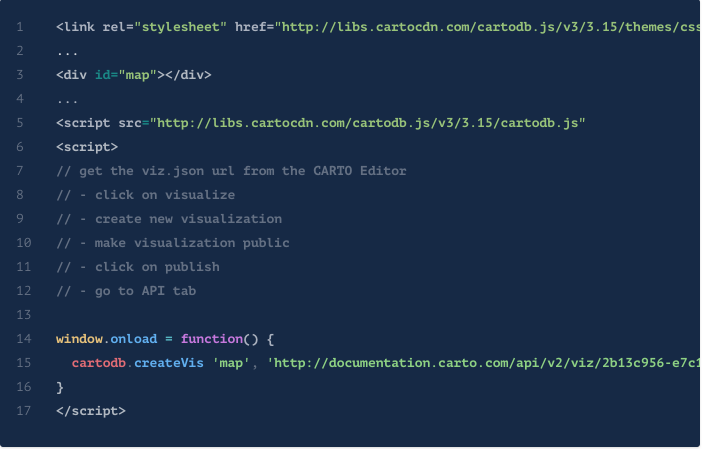 1 <link rel="stylesheet" href="http://libs.cartocdn.com/cartodb.js/v3/3.15/themes/css
2 ...
3 <div id="map"></div>
4 ...
5 <script src="http://libs.cartocdn.com/cartodb.js/v3/3.15/cartodb.js"
6 <script>
7 // get the viz.json url from the CARTO Editor
8 // - click on visualize
9 // - create new visualization
10 // - make visualization public
11 // - click on publish
12 // - go to API tab
13
14 window.onload = function() {
15 cartodb.createVis 'map', 'http://documentation.carto.com/api/v2/viz/2b13c956-e7c1
16 }
17 </script>